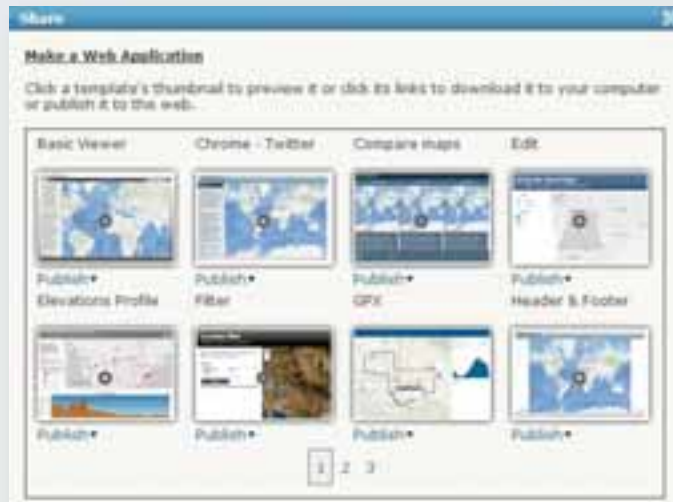 Share
Make a Web Application
Click a template's thumbnail to preview it or click its links to download it to your computer
or publish it to the web.
Basic Viewer
Chrome - Twitter
Compare maps
Edit
Publish
Publish
Publish
Publish
Elevations Profile
Filter
GPX
Header & Footer
Publish
Publish
Publish
Publish
1 2 3